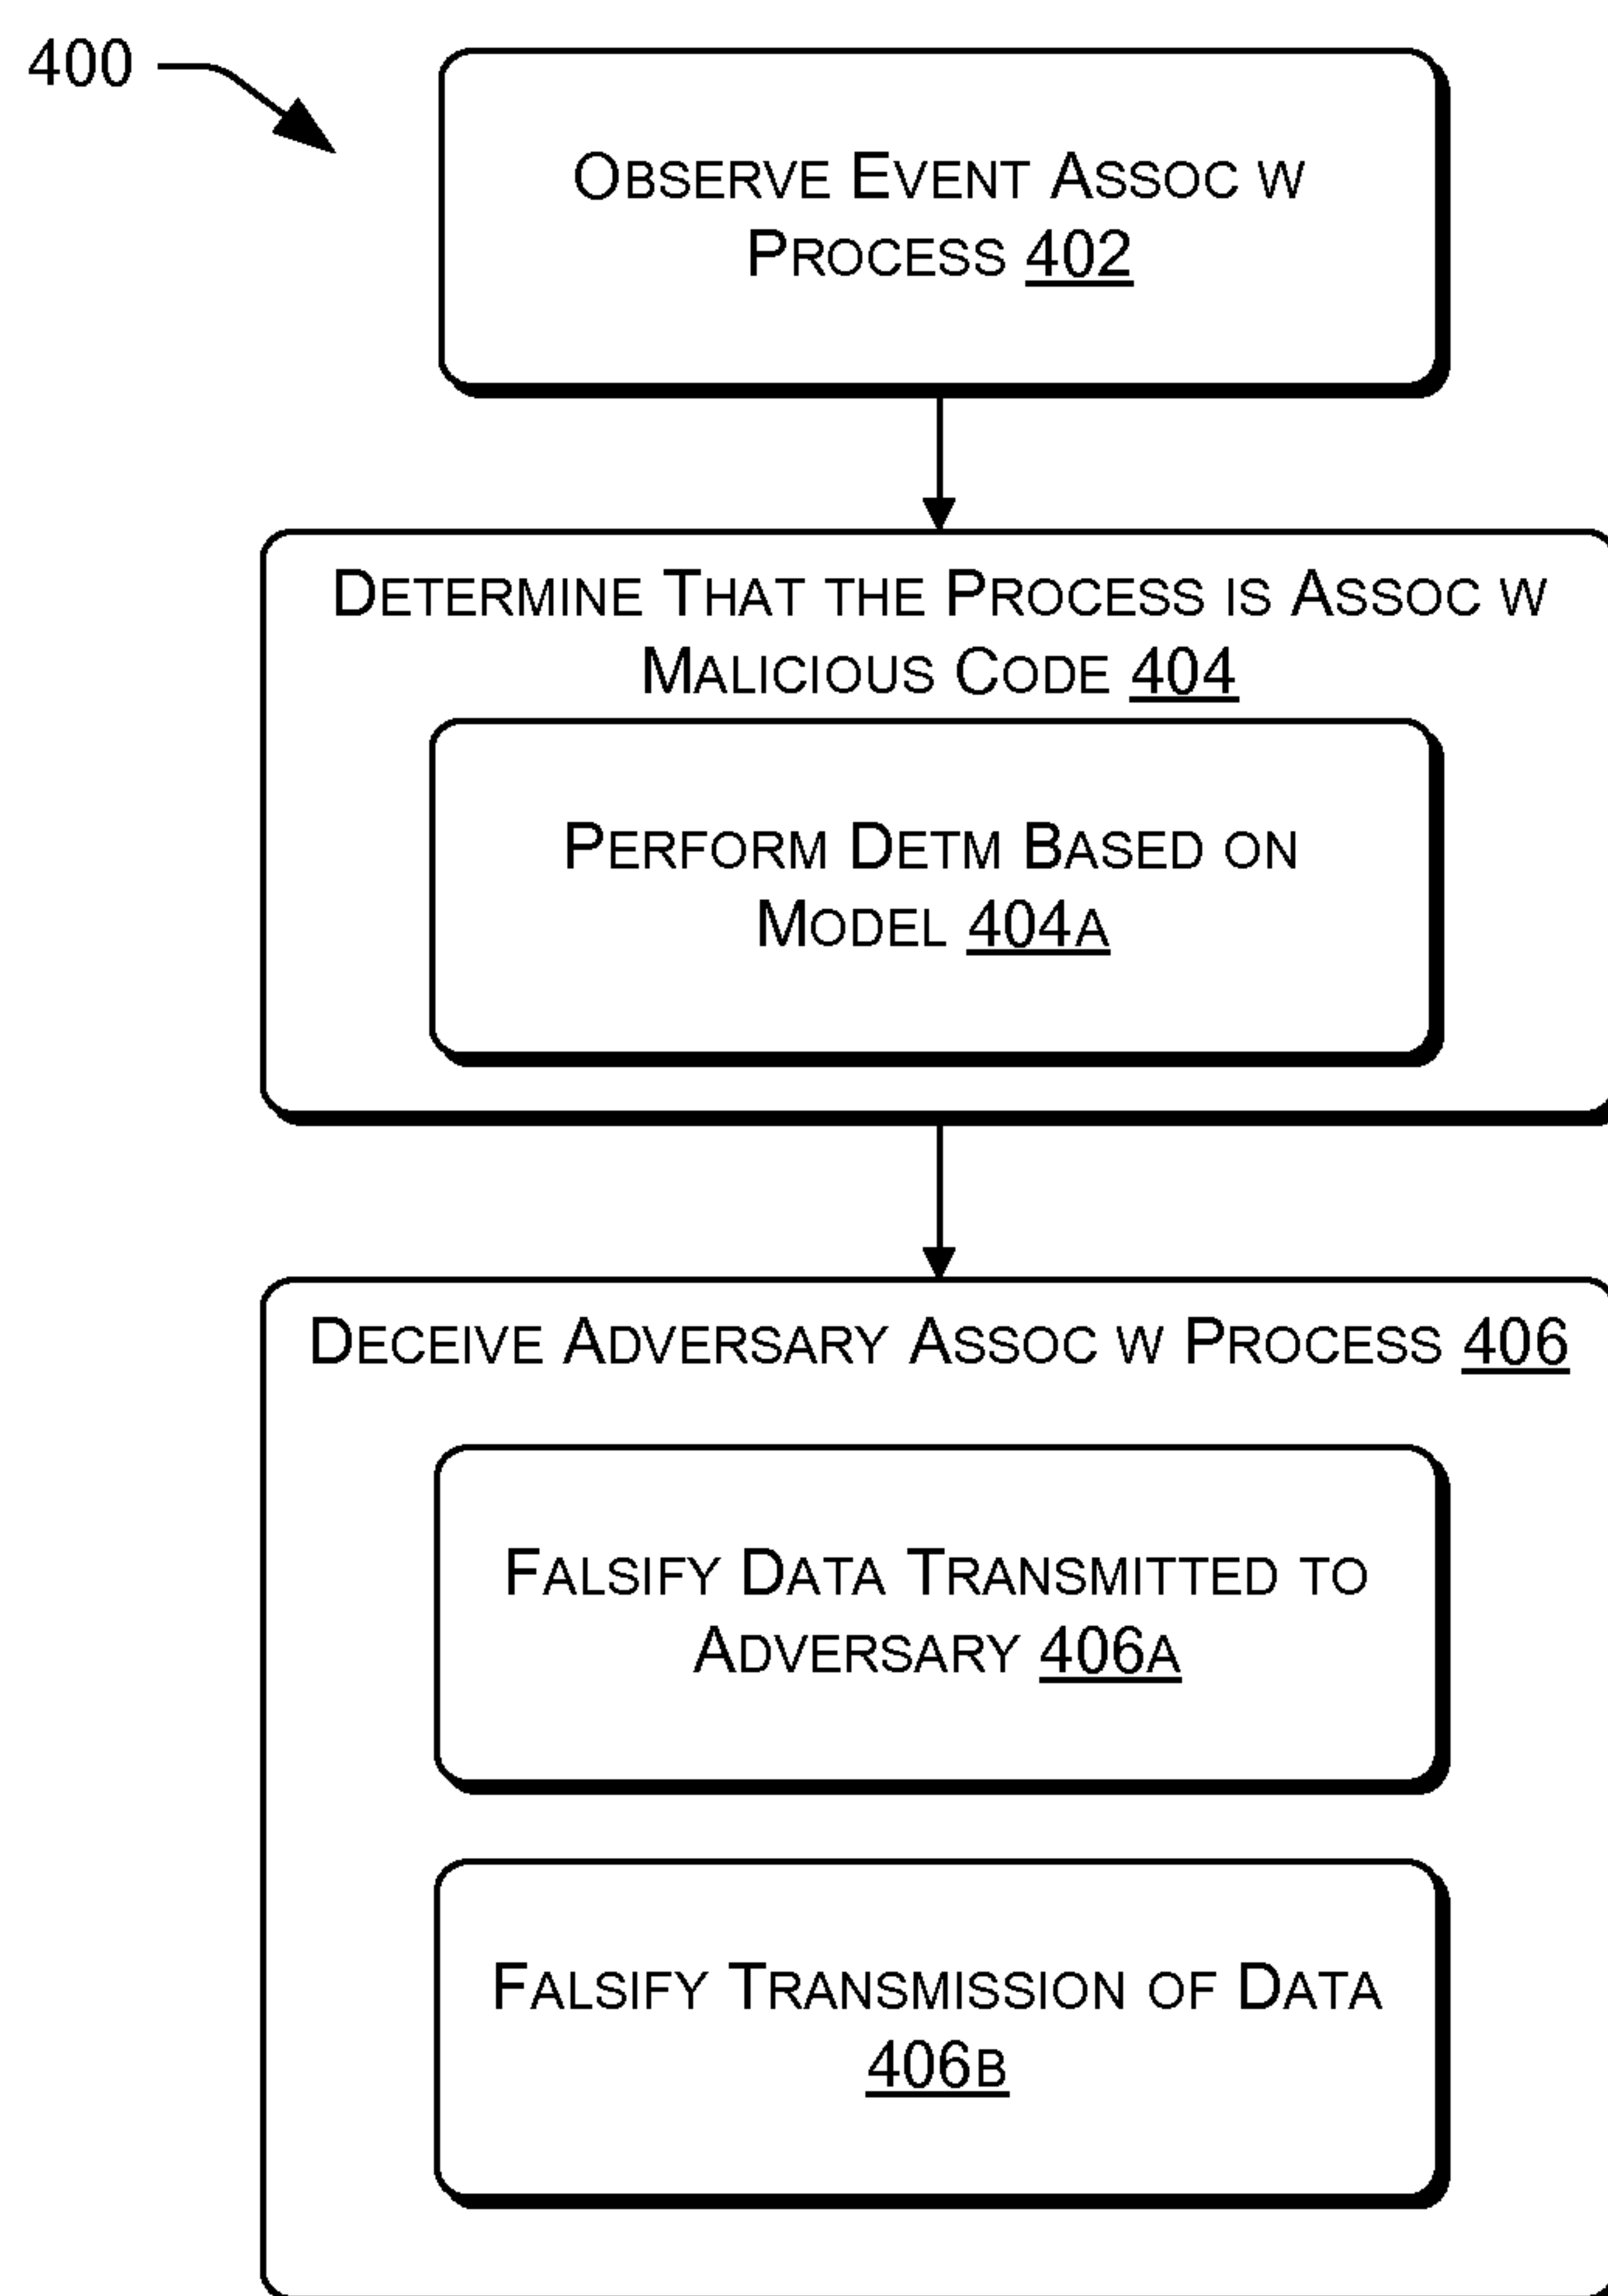 400
OBSERVE EVENT ASSOC W
PROCESS 402
DETERMINE THAT THE PROCESS IS ASSOC W
MALICIOUS CODE 404
PERFORM DETM BASED ON
MODEL 404A
DECEIVE ADVERSARY ASSOC W PROCESS 406
FALSIFY DATA TRANSMITTED TO
ADVERSARY 406A
FALSIFY TRANSMISSION OF DATA
406B